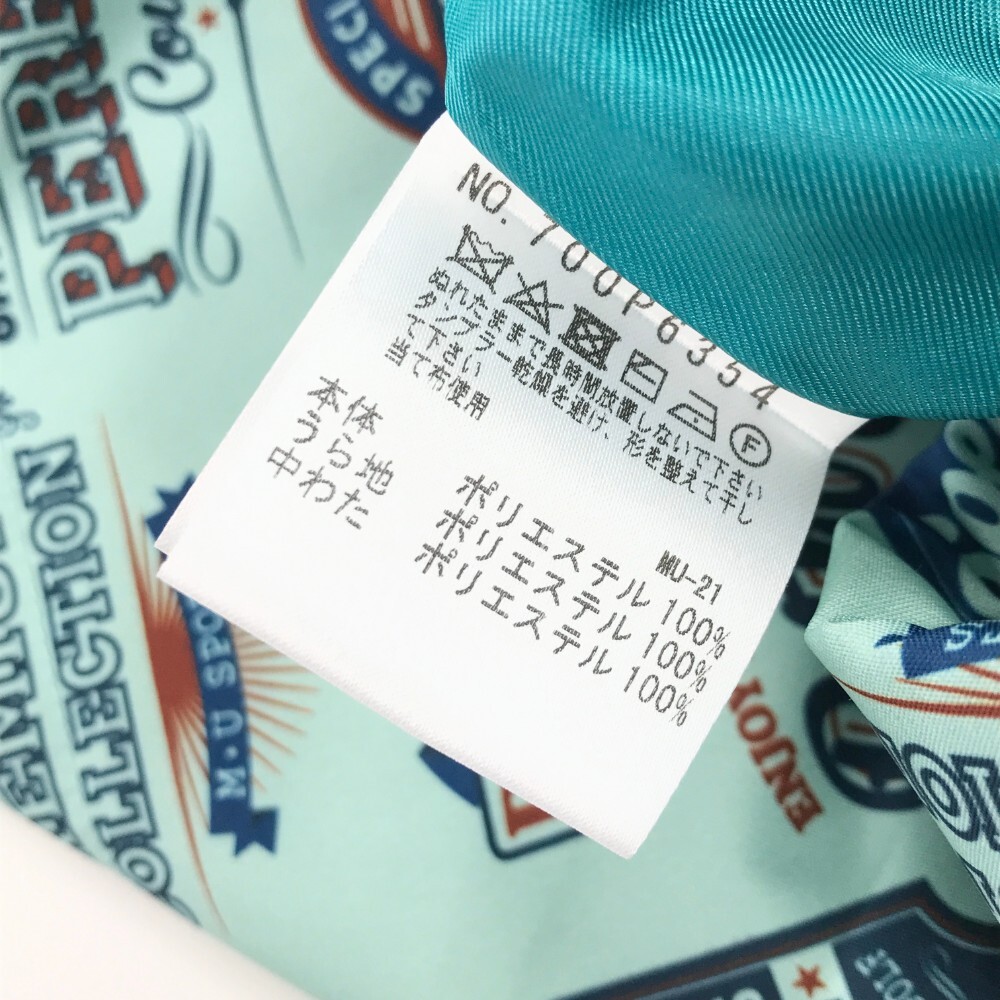 NO. 700P6354
F
ぬれたままで長時間放置しないで下さい
タンブラー乾燥を避け、形を整えて干し
て下さい
当て布使用
MU-21
本体 ポリエステル 100%
うら地 ポリエステル 100%
中わた ポリエステル 100%
SPECI
PERF
Cou
COLLECTION
M・U SPO
ENJOY